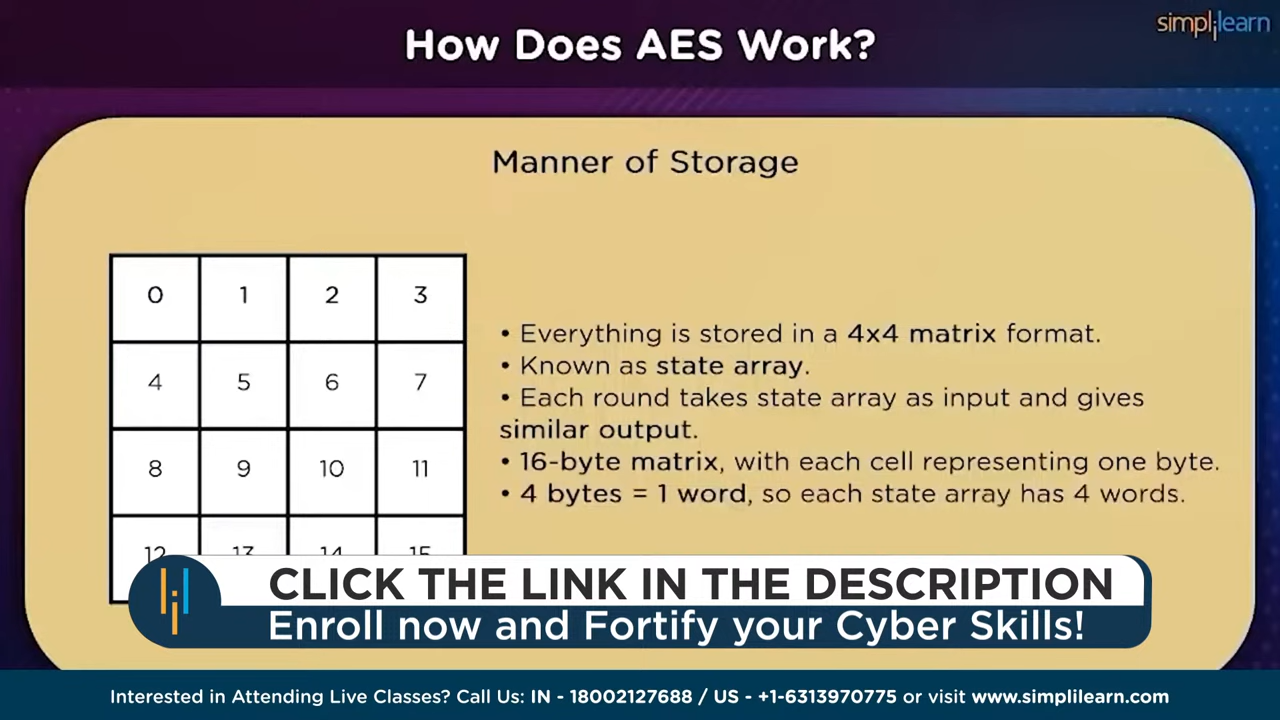 How Does AES Work?
simplilearn
Manner of Storage
0 1 2 3
4 5 6 7
8 9 10 11
12 13 14 15
• Everything is stored in a 4x4 matrix format.
• Known as state array.
• Each round takes state array as input and gives
similar output.
• 16-byte matrix, with each cell representing one byte.
• 4 bytes = 1 word, so each state array has 4 words.
CLICK THE LINK IN THE DESCRIPTION
Enroll now and Fortify your Cyber Skills!
Interested in Attending Live Classes? Call Us: IN - 18002127688 / US - +1-6313970775 or visit www.simplilearn.com